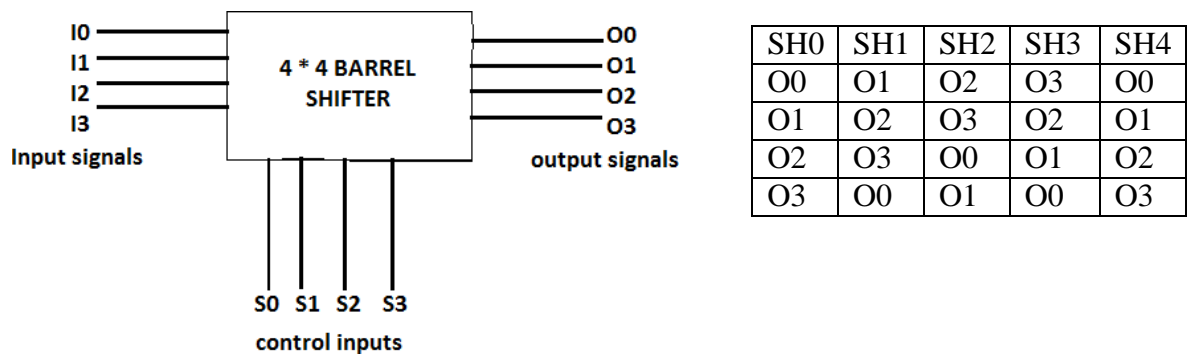 I0
I1
I2
I3
Input signals
4 * 4 BARREL
SHIFTER
O0
O1
O2
O3
output signals
S0 S1 S2 S3
control inputs
SH0 SH1 SH2 SH3 SH4
O0 O1 O2 O3 O0
O1 O2 O3 O2 O1
O2 O3 O0 O1 O2
O3 O0 O1 O0 O3